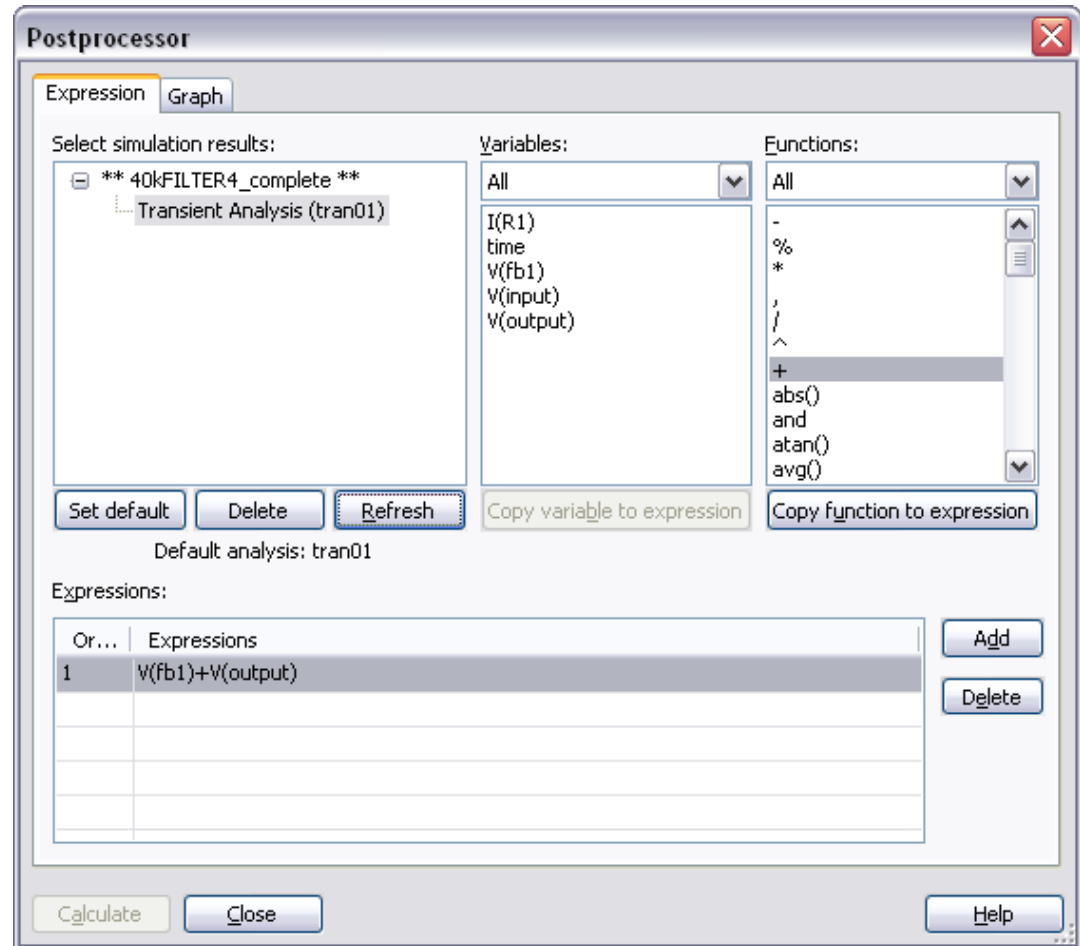 Postprocessor
Expression
Graph
Select simulation results:
** 40kFILTER4_complete **
Transient Analysis (tran01)
Set default
Delete
Refresh
Default analysis: tran01
Variables:
All
I(R1)
time
V(fb1)
V(input)
V(output)
Copy variable to expression
Functions:
All
-
%
*
,
/
^
+
abs()
and
atan()
avg()
Copy function to expression
Expressions:
Or... Expressions
1 V(fb1)+V(output)
Add
Delete
Calculate
Close
Help